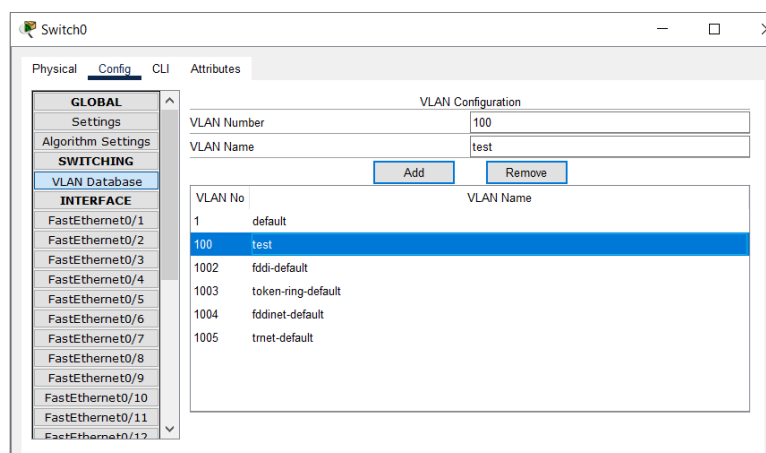 Switch0
Physical Config CLI Attributes
GLOBAL
Settings
Algorithm Settings
SWITCHING
VLAN Database
INTERFACE
FastEthernet0/1
FastEthernet0/2
FastEthernet0/3
FastEthernet0/4
FastEthernet0/5
FastEthernet0/6
FastEthernet0/7
FastEthernet0/8
FastEthernet0/9
FastEthernet0/10
FastEthernet0/11
FastEthernet0/12
VLAN Configuration
VLAN Number 100
VLAN Name test
Add Remove
VLAN No VLAN Name
1 default
100 test
1002 fddi-default
1003 token-ring-default
1004 fddinet-default
1005 trnet-default